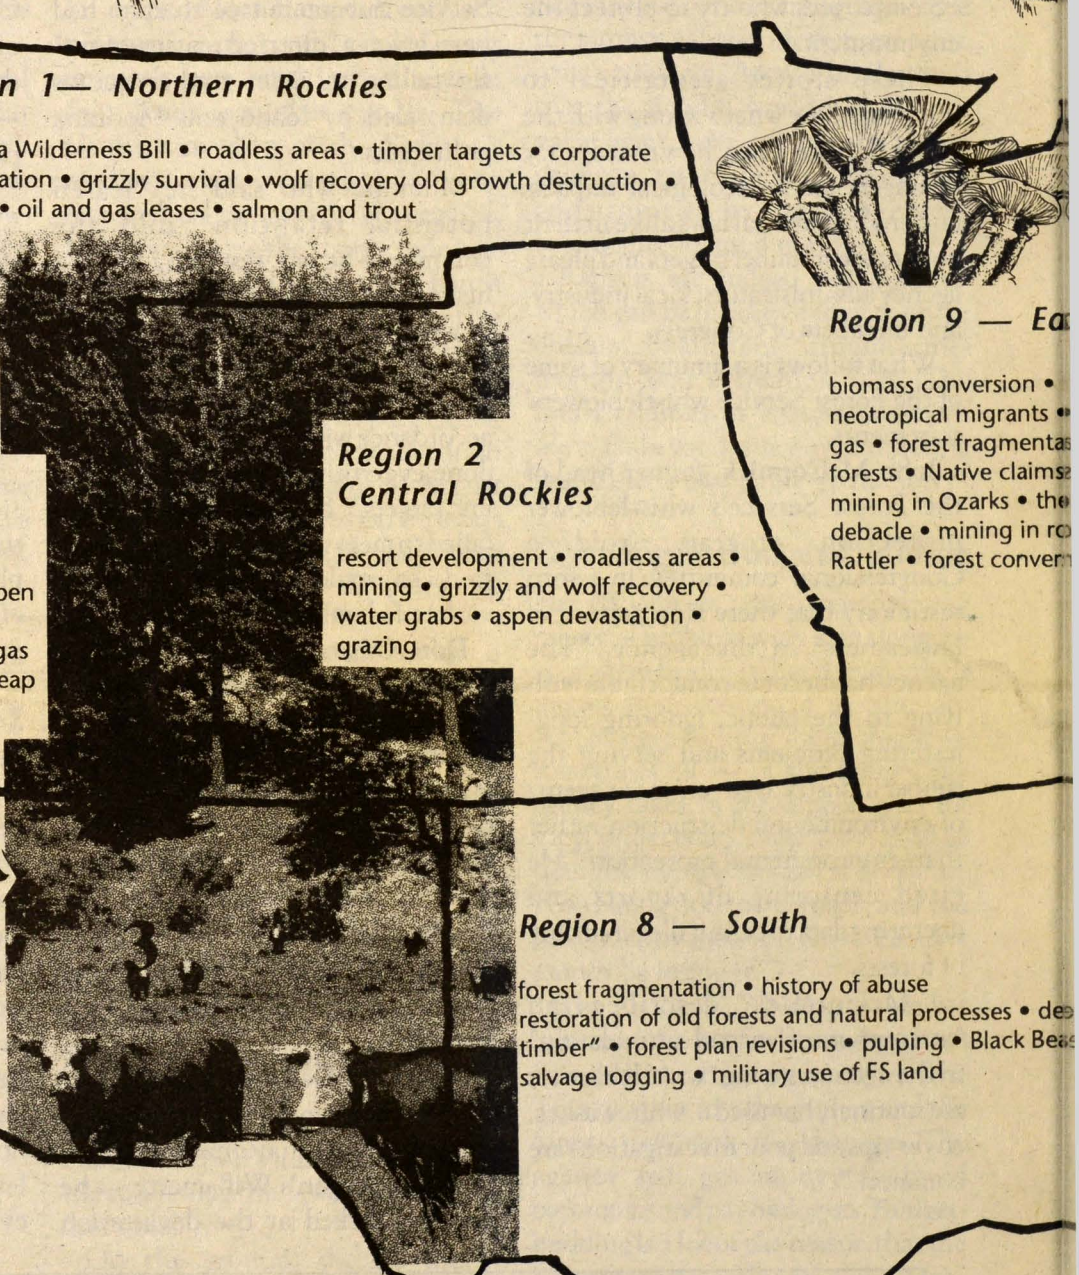 n 1— Northern Rockies
a Wilderness Bill • roadless areas • timber targets • corporate
ation • grizzly survival • wolf recovery old growth destruction •
• oil and gas leases • salmon and trout
Region 9 — Ea
biomass conversion •
neotropical migrants •
gas • forest fragmenta
forests • Native claims
mining in Ozarks • the
debacle • mining in
Rattler • forest conver
Region 2
Central Rockies
resort development • roadless areas •
mining • grizzly and wolf recovery •
water grabs • aspen devastation •
grazing
pen
gas
eap
3
Region 8 — South
forest fragmentation • history of abuse
restoration of old forests and natural processes • de
timber" • forest plan revisions • pulping • Black Bea
salvage logging • military use of FS land